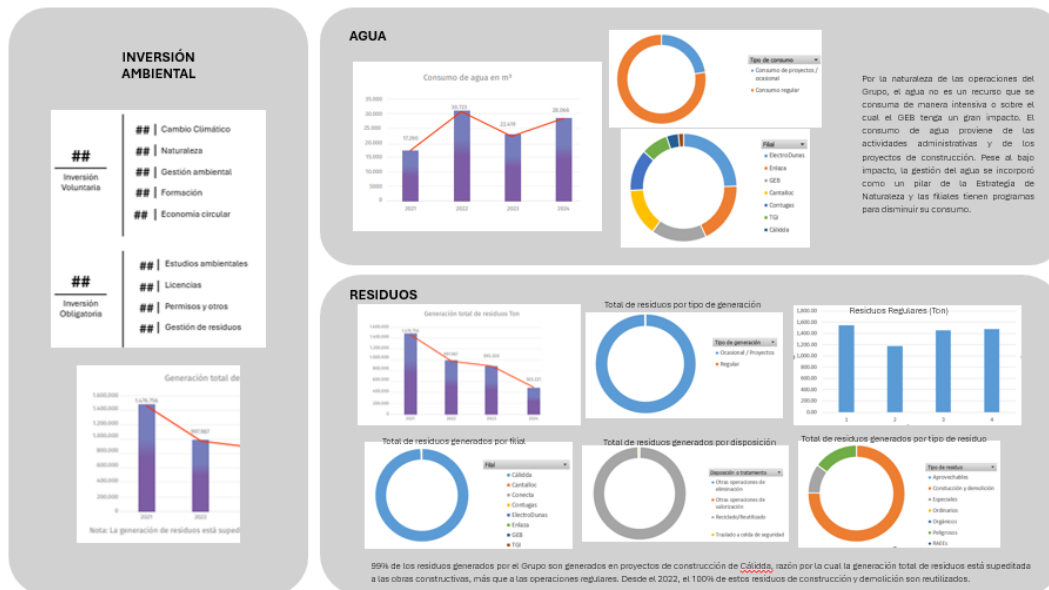 INVERSIÓN
AMBIENTAL
##
Inversión
Voluntaria
## Cambio Climático
## Naturaleza
## Gestión ambiental
## Formación
## Economía circular
##
Inversión
Obligatoria
## Estudios ambientales
## Licencias
## Permisos y otros
## Gestión de residuos
Generación total de
1.600.000
1.400.000
1.200.000
1.000.000
800.000
600.000
400.000
200.000
0
1.476.756
997.967
2021 2022
Nota: La generación de residuos está suped
AGUA
Consumo de agua en m³
35.000
30.000
25.000
20.000
15.000
10.000
5000
0
2021 2022 2023 2024
Tipo de consumo
Consumo de proyectos /
ocasional
Consumo regular
Filial
ElectroDunas
Enlaza
GEB
Cantalloc
Contugas
TGI
Cálidda
Por la naturaleza de las operaciones del
Grupo, el agua no es un recurso que se
consuma de manera intensiva o sobre el
cual el GEB tenga un gran impacto. El
consumo de agua proviene de las
actividades administrativas y de los
proyectos de construcción. Pese al bajo
impacto, la gestión del agua se incorporó
como un pilar de la Estrategia de
Naturaleza y las filiales tienen programas
para disminuir su consumo.
RESIDUOS
Generación total de residuos Ton
2021 2022 2023 2024
Total de residuos por tipo de generación
Tipo de generación
Ocasional / Proyectos
Regular
Residuos Regulares (Ton)
1,800.00
1,600.00
1,400.00
1,200.00
1,000.00
800.00
600.00
400.00
200.00
0.00
1 2 3 4
Total de residuos generados por filial
Filial
Cálidda
Cantalloc
Conecta
Contugas
ElectroDunas
Enlaza
GEB
TGI
Total de residuos generados por disposición
Disposición o tratamiento
Otras operaciones de
eliminación
Otras operaciones de
valorización
Reciclado/Reutilizado
Traslado a celda de seguridad
Total de residuos generados por tipo de residuo
Tipo de residuo
Aprovechables
Construcción y demolición
Especiales
Ordinarios
Orgánicos
Peligrosos
RAEEs
99% de los residuos generados por el Grupo son generados en proyectos de construcción de Cálidda, razón por la cual la generación total de residuos está supeditada
a las obras constructivas, más que a las operaciones regulares. Desde el 2022, el 100% de estos residuos de construcción y demolición son reutilizados.